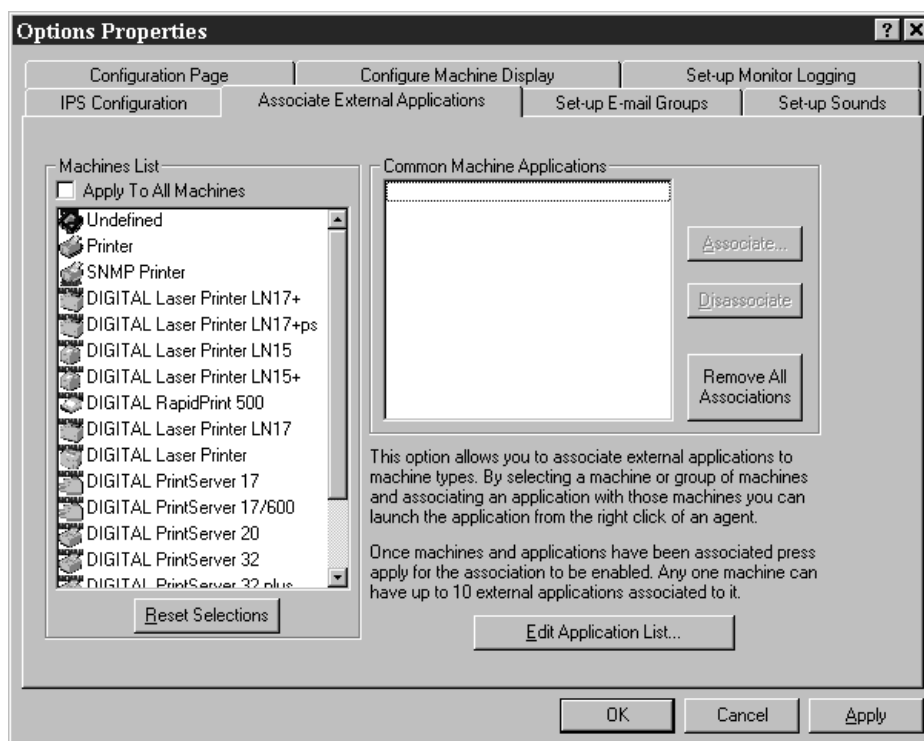 Options Properties
Configuration Page
Configure Machine Display
Set-up Monitor Logging
IPS Configuration
Associate External Applications
Set-up E-mail Groups
Set-up Sounds
Machines List
Apply To All Machines
Undefined
Printer
SNMP Printer
DIGITAL Laser Printer LN17+
DIGITAL Laser Printer LN17+ps
DIGITAL Laser Printer LN15
DIGITAL Laser Printer LN15+
DIGITAL RapidPrint 500
DIGITAL Laser Printer LN17
DIGITAL Laser Printer
DIGITAL PrintServer 17
DIGITAL PrintServer 17/600
DIGITAL PrintServer 20
DIGITAL PrintServer 32
DIGITAL PrintServer 32 plus
Reset Selections
Common Machine Applications
Associate...
Disassociate
Remove All
Associations
This option allows you to associate external applications to
machine types. By selecting a machine or group of machines
and associating an application with those machines you can
launch the application from the right click of an agent.
Once machines and applications have been associated press
apply for the association to be enabled. Any one machine can
have up to 10 external applications associated to it.
Edit Application List...
OK
Cancel
Apply